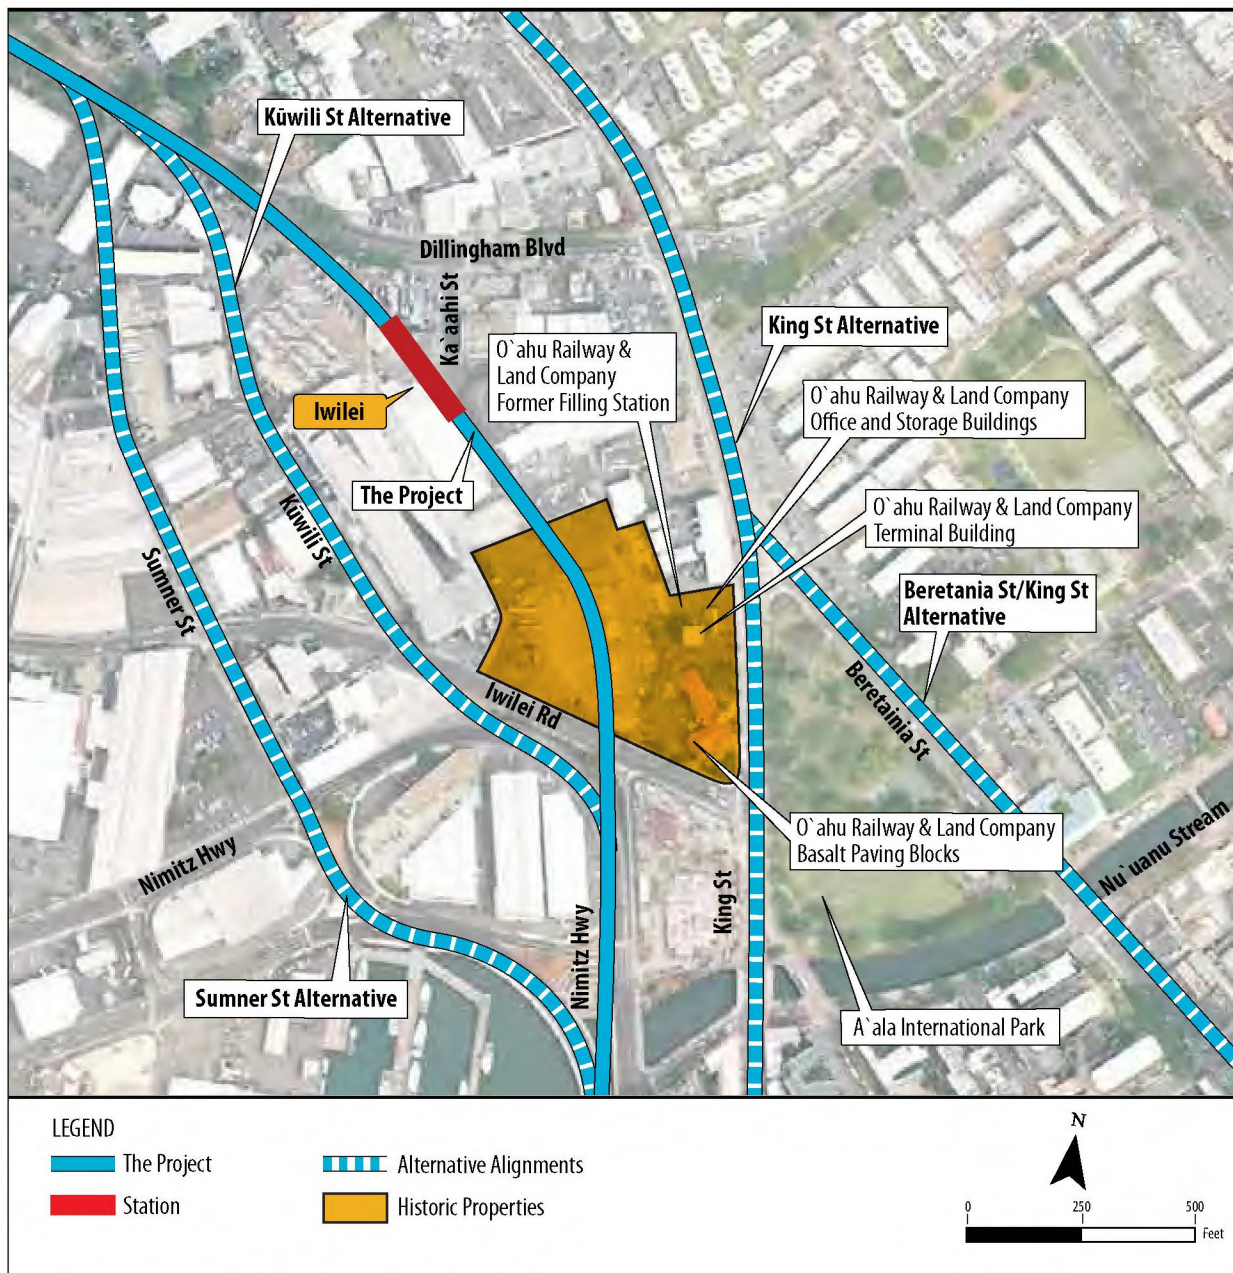 Kūwili St Alternative
Dillingham Blvd
Ka`aahi St
King St Alternative
O`ahu Railway &
Land Company
Former Filling Station
O`ahu Railway & Land Company
Office and Storage Buildings
Iwilei
The Project
O`ahu Railway & Land Company
Terminal Building
Kūwili St
Sumner St
Beretania St/King St
Alternative
Iwilei Rd
Beretainia St
O`ahu Railway & Land Company
Basalt Paving Blocks
Nu`uanu Stream
Nimitz Hwy
King St
Nimitz Hwy
Sumner St Alternative
A`ala International Park
LEGEND
The Project
Alternative Alignments
Station
Historic Properties
N
0 250 500
Feet